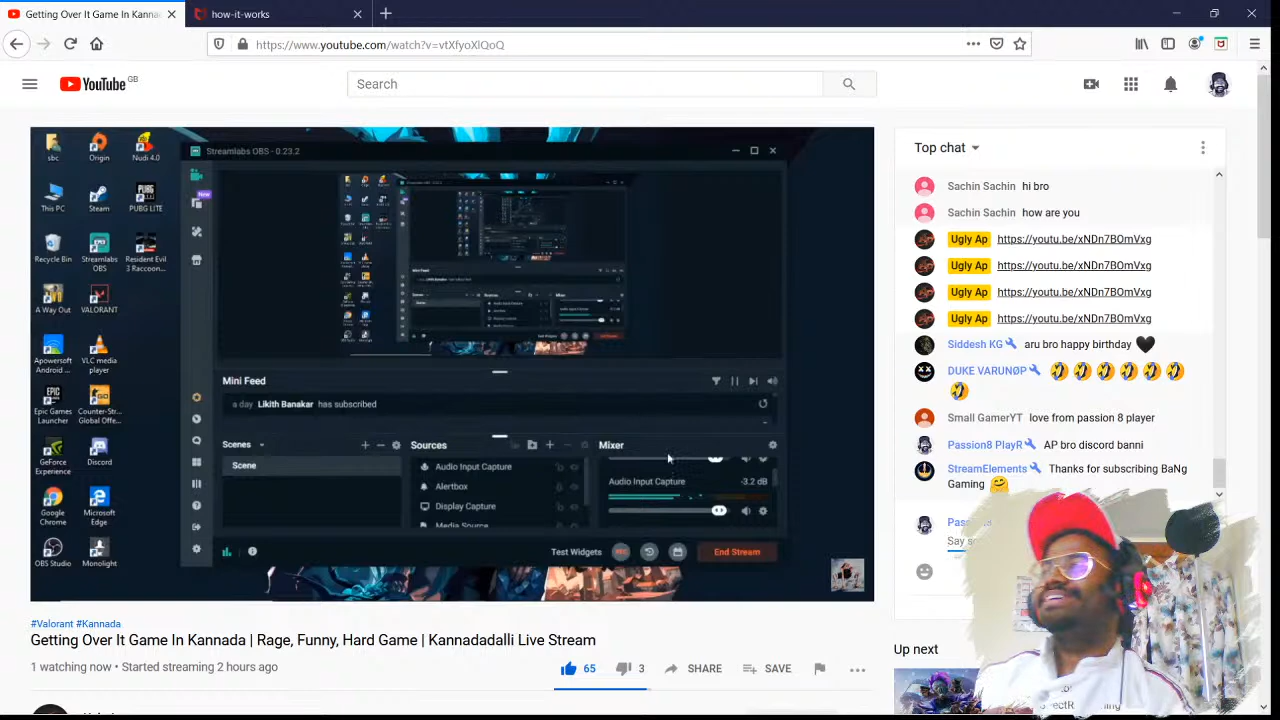 Getting Over It Game In Kanna
how-it-works
https://www.youtube.com/watch?v=vtXfyoXlQoQ
YouTube GB
Search
sbc
Origin
Nudi 4.0
This PC
Steam
PUBG LITE
Recycle Bin
Streamlabs OBS
Resident Evil 3 Raccoon...
A Way Out
VALORANT
Apowersoft Android ...
VLC media player
Epic Games Launcher
Counter-Str... Global Offe...
GeForce Experience
Discord
Google Chrome
Microsoft Edge
OBS Studio
Monolight
Streamlabs OBS - 0.23.2
New
Mini Feed
a day Likith Banakar has subscribed
Scenes
Scene
Sources
Audio Input Capture
Alertbox
Display Capture
Media Source
Mixer
Audio Input Capture -3.2 dB
Test Widgets
REC
End Stream
#Valorant #Kannada
Getting Over It Game In Kannada | Rage, Funny, Hard Game | Kannadadalli Live Stream
1 watching now • Started streaming 2 hours ago
65
3
SHARE
SAVE
Top chat
Sachin Sachin hi bro
Sachin Sachin how are you
Ugly Ap https://youtu.be/xNDn7BOmVxg
Ugly Ap https://youtu.be/xNDn7BOmVxg
Ugly Ap https://youtu.be/xNDn7BOmVxg
Ugly Ap https://youtu.be/xNDn7BOmVxg
Siddesh KG aru bro happy birthday 🖤
DUKE VARUNØP 🤣🤣🤣🤣🤣🤣
🤣
Small GamerYT love from passion 8 player
Passion8 PlayR AP bro discord banni
StreamElements Thanks for subscribing BaNg
Gaming 🤗
Up next